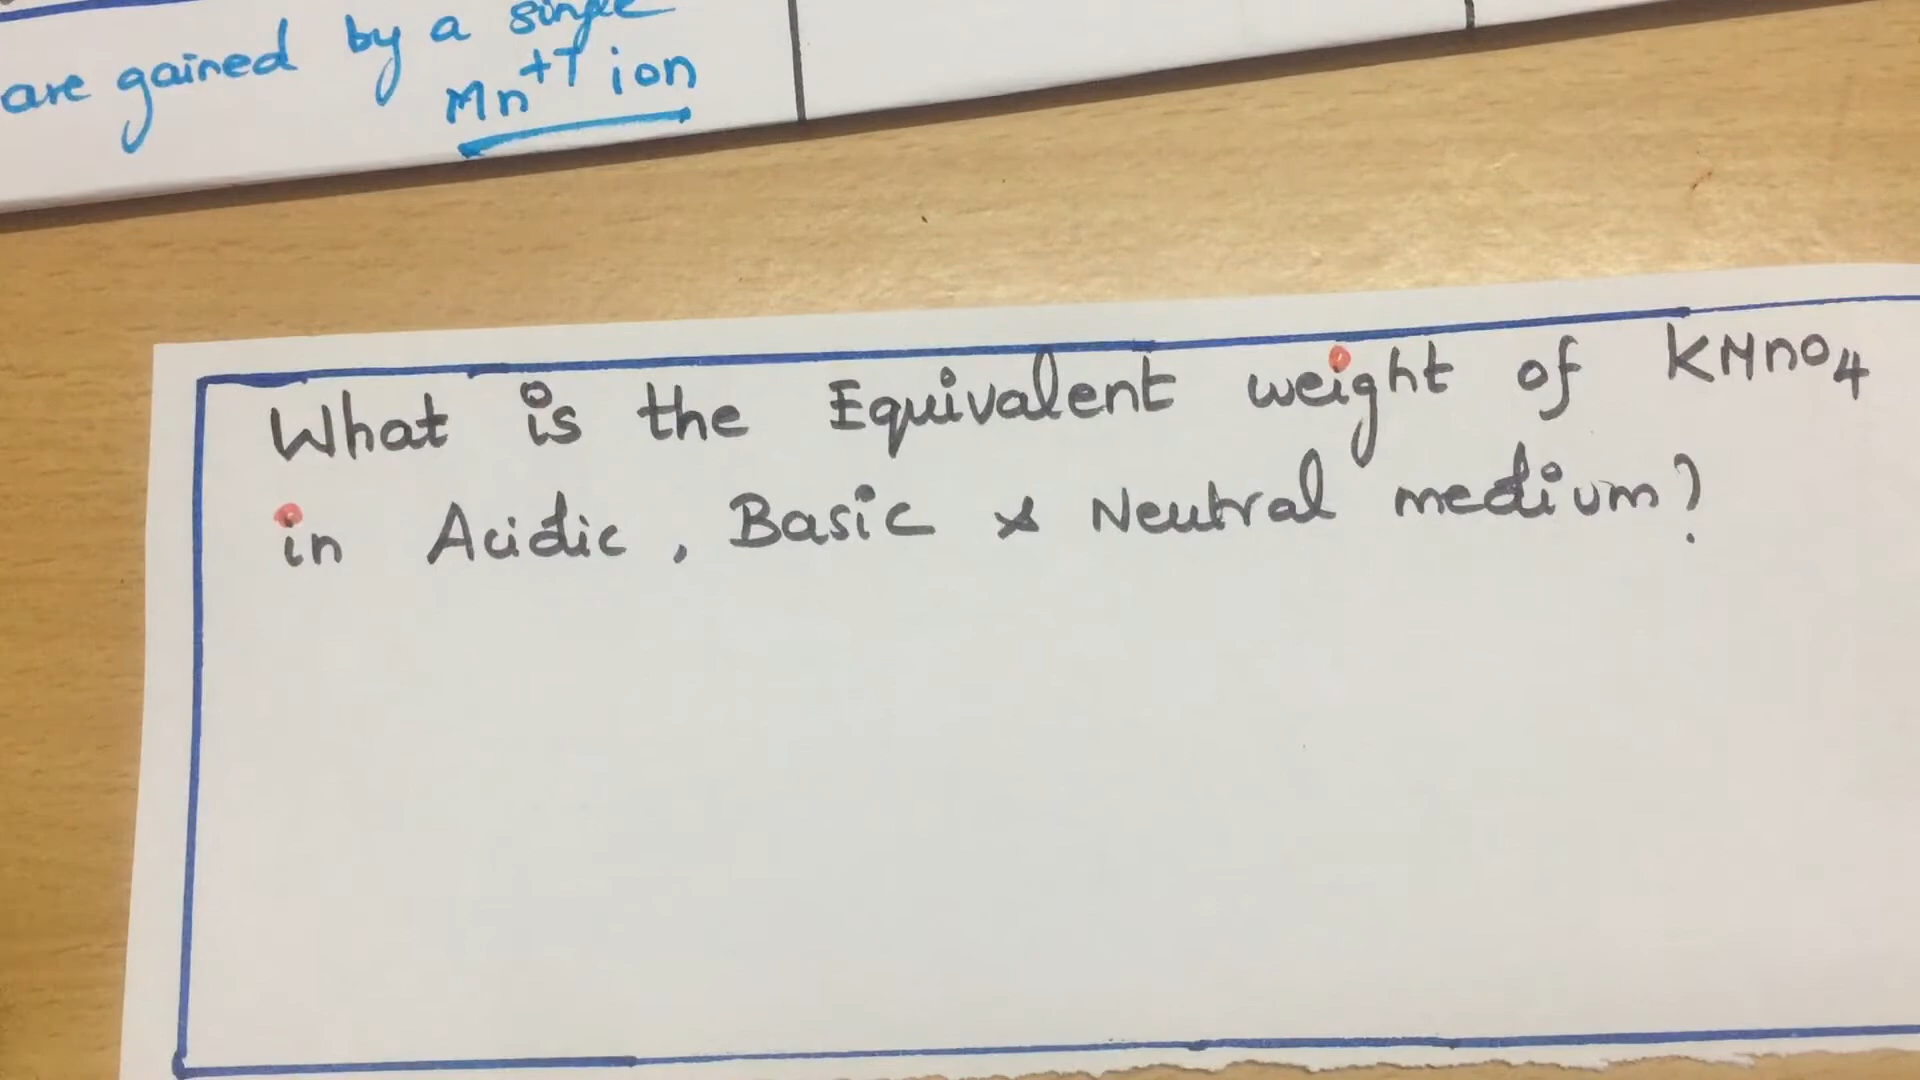 are gained by a single
Mn+7 ion
What is the Equivalent weight of KMnO4
in Acidic, Basic & Neutral medium?